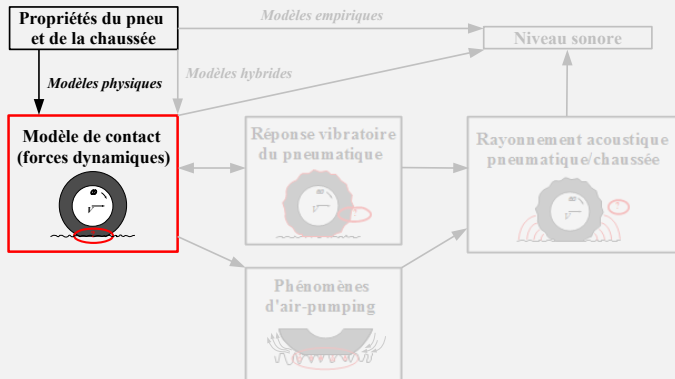 Propriétés du pneu
et de la chaussée
Modèles empiriques
Niveau sonore
Modèles physiques
Modèles hybrides
Modèle de contact
(forces dynamiques)
Réponse vibratoire
du pneumatique
Rayonnement acoustique
pneumatique/chaussée
Phénomènes
d'air-pumping